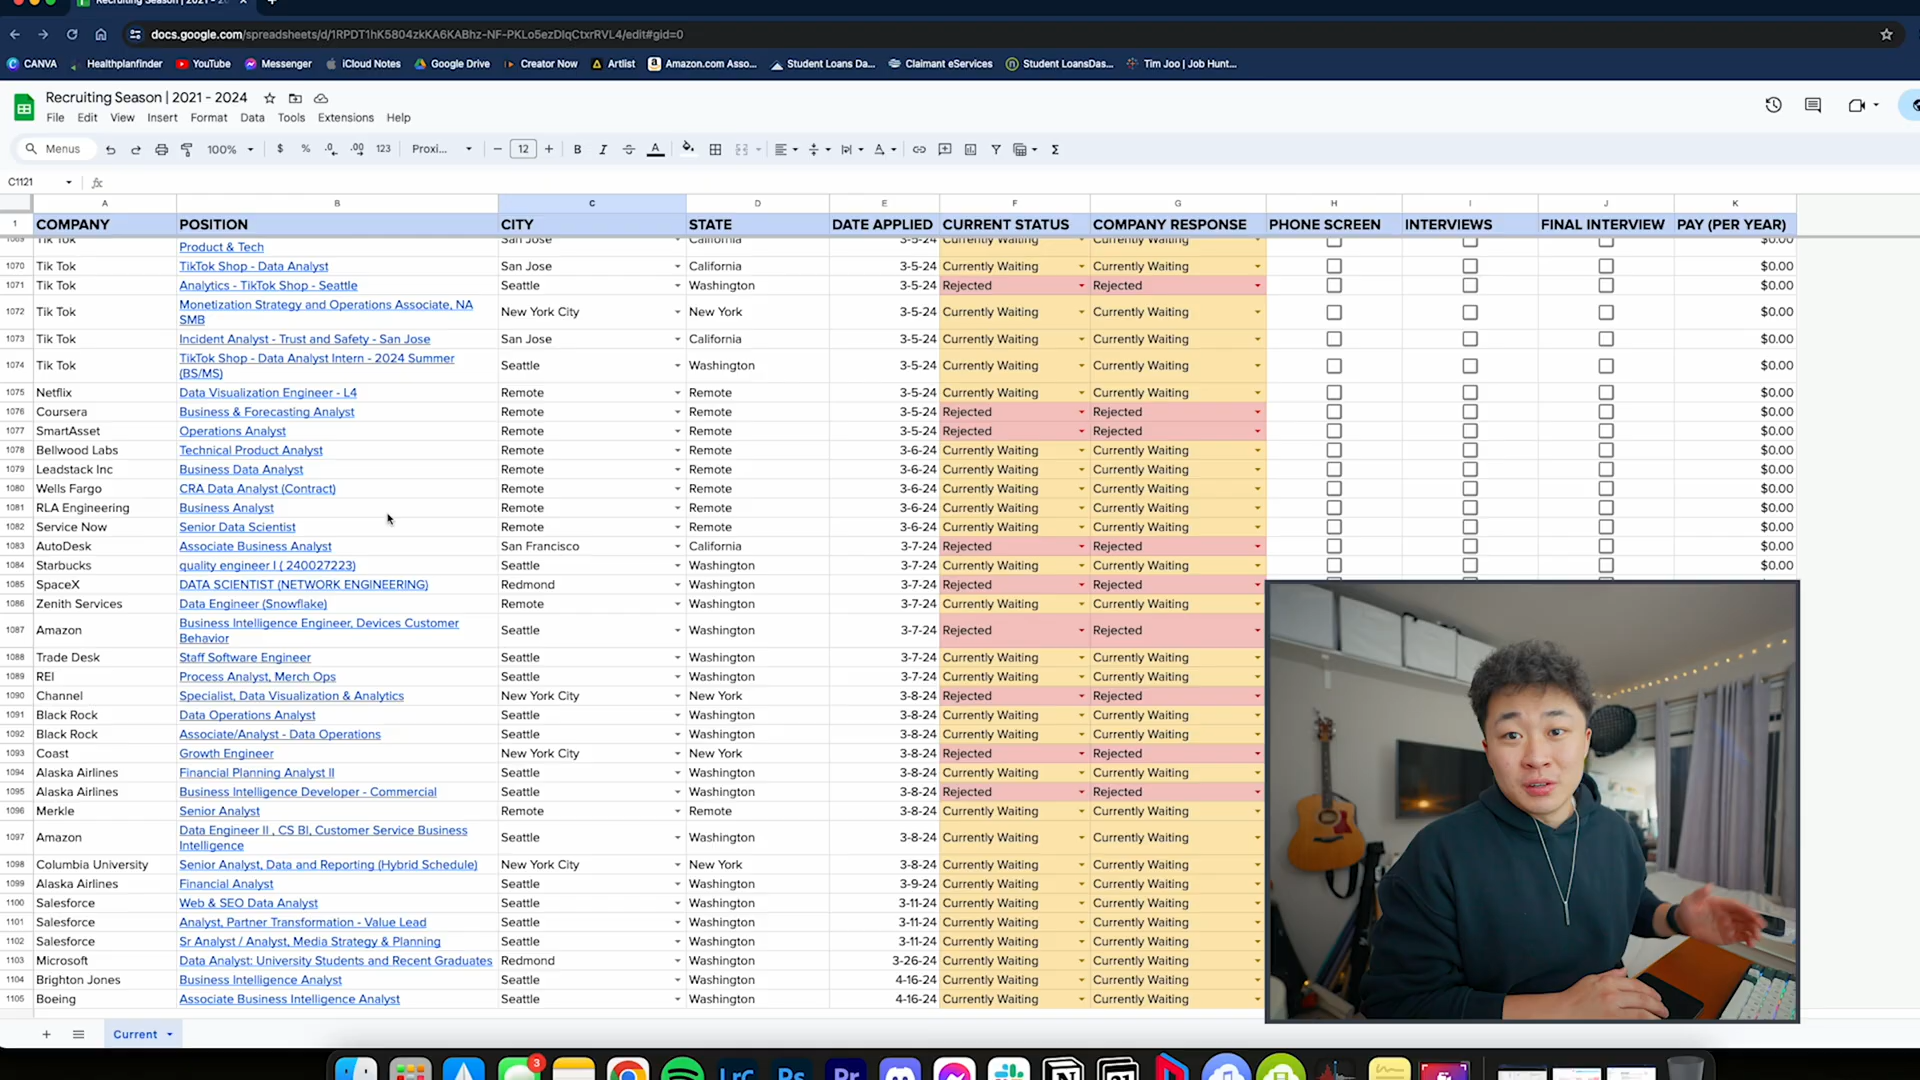 Recruiting Season | 2021 - 20
docs.google.com/spreadsheets/d/1RPDT1hK5804zkKA6KABhz-NF-PKLo5ezDlqCtxrRVL4/edit#gid=0
CANVA Healthplanfinder YouTube Messenger iCloud Notes Google Drive Creator Now Artlist Amazon.com Asso... Student Loans Da... Claimant eServices Student LoansDas... Tim Joo | Job Hunt...
Recruiting Season | 2021 - 2024
File Edit View Insert Format Data Tools Extensions Help
Menus 100% $ % .0 .00 123 Proxi... 12 B I A
C1121 fx
A B C D E F G H I J K
1 COMPANY POSITION CITY STATE DATE APPLIED CURRENT STATUS COMPANY RESPONSE PHONE SCREEN INTERVIEWS FINAL INTERVIEW PAY (PER YEAR)
1069 Tik Tok Product & Tech San Jose California 3-5-24 Currently Waiting Currently Waiting $0.00
1070 Tik Tok TikTok Shop - Data Analyst San Jose California 3-5-24 Currently Waiting Currently Waiting $0.00
1071 Tik Tok Analytics - TikTok Shop - Seattle Seattle Washington 3-5-24 Rejected Rejected $0.00
1072 Tik Tok Monetization Strategy and Operations Associate, NA SMB New York City New York 3-5-24 Currently Waiting Currently Waiting $0.00
1073 Tik Tok Incident Analyst - Trust and Safety - San Jose San Jose California 3-5-24 Currently Waiting Currently Waiting $0.00
1074 Tik Tok TikTok Shop - Data Analyst Intern - 2024 Summer (BS/MS) Seattle Washington 3-5-24 Currently Waiting Currently Waiting $0.00
1075 Netflix Data Visualization Engineer - L4 Remote Remote 3-5-24 Currently Waiting Currently Waiting $0.00
1076 Coursera Business & Forecasting Analyst Remote Remote 3-5-24 Rejected Rejected $0.00
1077 SmartAsset Operations Analyst Remote Remote 3-5-24 Rejected Rejected $0.00
1078 Bellwood Labs Technical Product Analyst Remote Remote 3-6-24 Currently Waiting Currently Waiting $0.00
1079 Leadstack Inc Business Data Analyst Remote Remote 3-6-24 Currently Waiting Currently Waiting $0.00
1080 Wells Fargo CRA Data Analyst (Contract) Remote Remote 3-6-24 Currently Waiting Currently Waiting $0.00
1081 RLA Engineering Business Analyst Remote Remote 3-6-24 Currently Waiting Currently Waiting $0.00
1082 Service Now Senior Data Scientist Remote Remote 3-6-24 Currently Waiting Currently Waiting $0.00
1083 AutoDesk Associate Business Analyst San Francisco California 3-7-24 Rejected Rejected $0.00
1084 Starbucks quality engineer I ( 240027223) Seattle Washington 3-7-24 Currently Waiting Currently Waiting $0.00
1085 SpaceX DATA SCIENTIST (NETWORK ENGINEERING) Redmond Washington 3-7-24 Rejected Rejected
1086 Zenith Services Data Engineer (Snowflake) Remote Washington 3-7-24 Currently Waiting Currently Waiting
1087 Amazon Business Intelligence Engineer, Devices Customer Behavior Seattle Washington 3-7-24 Rejected Rejected
1088 Trade Desk Staff Software Engineer Seattle Washington 3-7-24 Currently Waiting Currently Waiting
1089 REI Process Analyst, Merch Ops Seattle Washington 3-7-24 Currently Waiting Currently Waiting
1090 Channel Specialist, Data Visualization & Analytics New York City New York 3-8-24 Rejected Rejected
1091 Black Rock Data Operations Analyst Seattle Washington 3-8-24 Currently Waiting Currently Waiting
1092 Black Rock Associate/Analyst - Data Operations Seattle Washington 3-8-24 Currently Waiting Currently Waiting
1093 Coast Growth Engineer New York City New York 3-8-24 Rejected Rejected
1094 Alaska Airlines Financial Planning Analyst II Seattle Washington 3-8-24 Currently Waiting Currently Waiting
1095 Alaska Airlines Business Intelligence Developer - Commercial Seattle Washington 3-8-24 Rejected Rejected
1096 Merkle Senior Analyst Remote Remote 3-8-24 Currently Waiting Currently Waiting
1097 Amazon Data Engineer II , CS BI, Customer Service Business Intelligence Seattle Washington 3-8-24 Currently Waiting Currently Waiting
1098 Columbia University Senior Analyst, Data and Reporting (Hybrid Schedule) New York City New York 3-8-24 Currently Waiting Currently Waiting
1099 Alaska Airlines Financial Analyst Seattle Washington 3-9-24 Currently Waiting Currently Waiting
1100 Salesforce Web & SEO Data Analyst Seattle Washington 3-11-24 Currently Waiting Currently Waiting
1101 Salesforce Analyst, Partner Transformation - Value Lead Seattle Washington 3-11-24 Currently Waiting Currently Waiting
1102 Salesforce Sr Analyst / Analyst, Media Strategy & Planning Seattle Washington 3-11-24 Currently Waiting Currently Waiting
1103 Microsoft Data Analyst: University Students and Recent Graduates Redmond Washington 3-26-24 Currently Waiting Currently Waiting
1104 Brighton Jones Business Intelligence Analyst Seattle Washington 4-16-24 Currently Waiting Currently Waiting
1105 Boeing Associate Business Intelligence Analyst Seattle Washington 4-16-24 Currently Waiting Currently Waiting
Current
3
Lrc Ps Pr